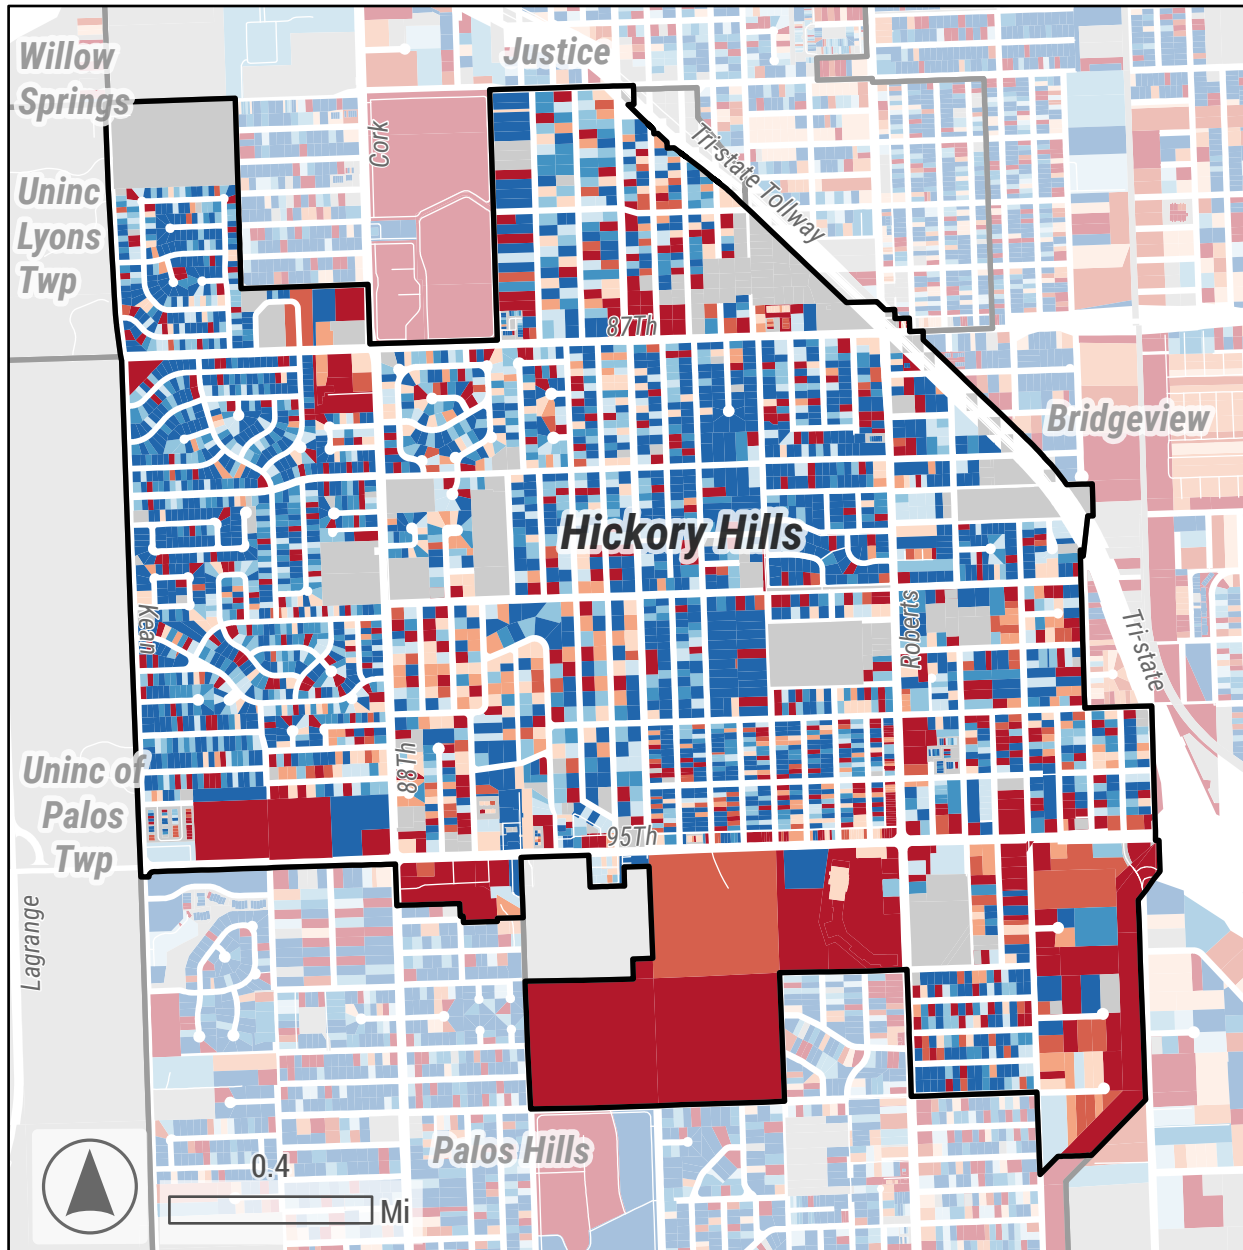 Willow
Springs
Justice
Cork
Tri-state Tollway
Uninc
Lyons
Twp
87Th
Bridgeview
Hickory Hills
Kean
Roberts
Tri-state
88Th
Uninc of
Palos
Twp
95Th
Lagrange
Palos Hills
0.4
Mi